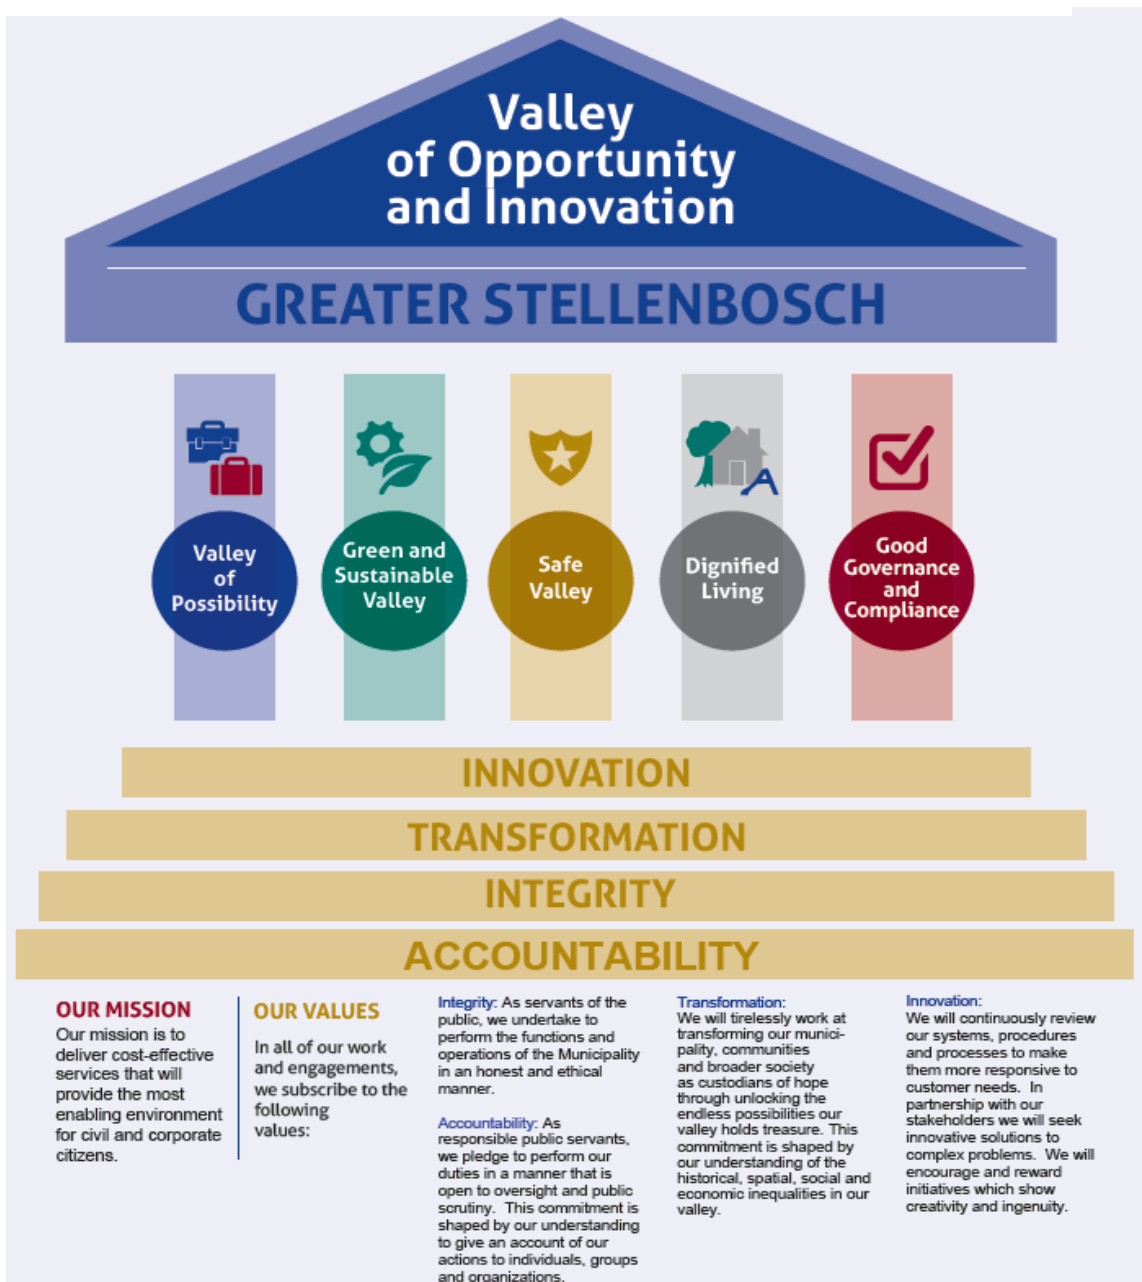 Valley
of Opportunity
and Innovation
GREATER STELLENBOSCH
Valley
of
Possibility
Green and
Sustainable
Valley
Safe
Valley
Dignified
Living
Good
Governance
and
Compliance
INNOVATION
TRANSFORMATION
INTEGRITY
ACCOUNTABILITY
OUR MISSION
Our mission is to
deliver cost-effective
services that will
provide the most
enabling environment
for civil and corporate
citizens.
OUR VALUES
In all of our work
and engagements,
we subscribe to the
following
values:
Integrity: As servants of the
public, we undertake to
perform the functions and
operations of the Municipality
in an honest and ethical
manner.
Accountability: As
responsible public servants,
we pledge to perform our
duties in a manner that is
open to oversight and public
scrutiny. This commitment is
shaped by our understanding
to give an account of our
actions to individuals, groups
and organizations.
Transformation:
We will tirelessly work at
transforming our munici-
pality, communities
and broader society
as custodians of hope
through unlocking the
endless possibilities our
valley holds treasure. This
commitment is shaped by
our understanding of the
historical, spatial, social and
economic inequalities in our
valley.
Innovation:
We will continuously review
our systems, procedures
and processes to make
them more responsive to
customer needs. In
partnership with our
stakeholders we will seek
innovative solutions to
complex problems. We will
encourage and reward
initiatives which show
creativity and ingenuity.